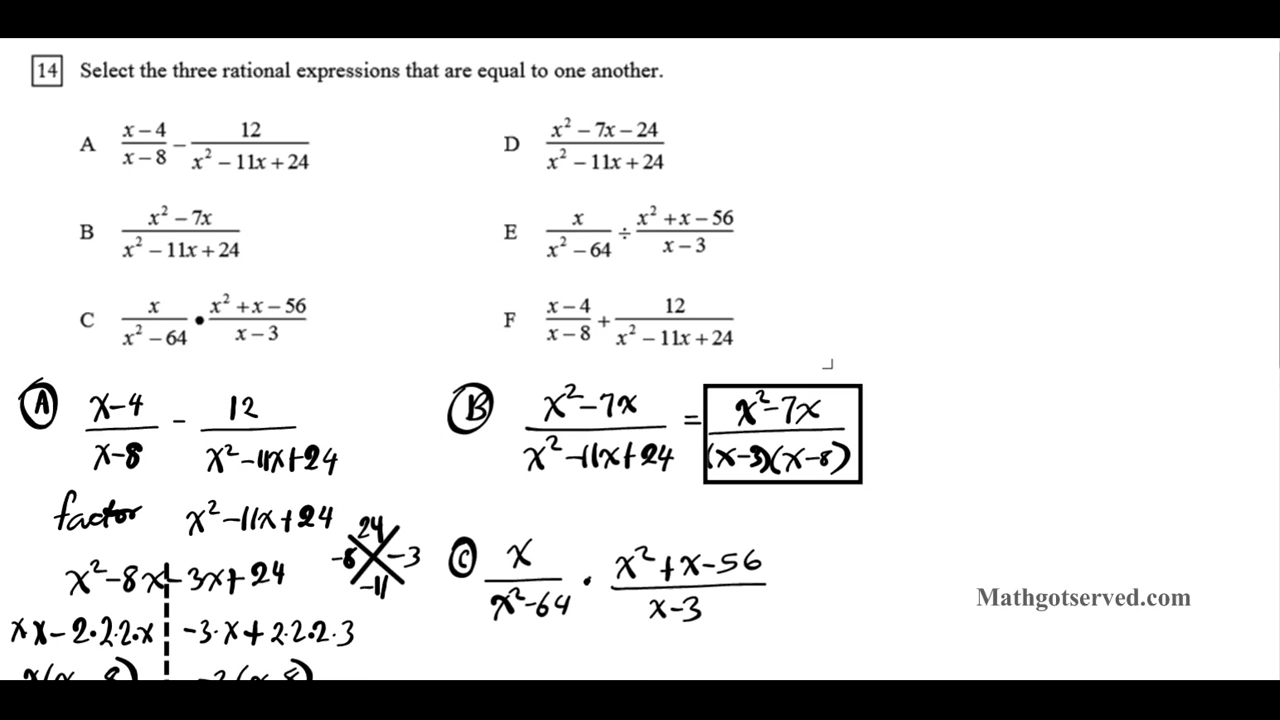 14 Select the three rational expressions that are equal to one another.
A (x − 4)/(x − 8) − 12/(x² − 11x + 24)
D (x² − 7x − 24)/(x² − 11x + 24)
B (x² − 7x)/(x² − 11x + 24)
E x/(x² − 64) ÷ (x² + x − 56)/(x − 3)
C x/(x² − 64) • (x² + x − 56)/(x − 3)
F (x − 4)/(x − 8) + 12/(x² − 11x + 24)
A (x-4)/(x-8) - 12/(x²-11x+24)
factor x²-11x+24
24
-8 -3
-11
x²-8x-3x+24
x x - 2·2·2·x -3·x+2·2·2·3
B (x²-7x)/(x²-11x+24) = (x²-7x)/((x-3)(x-8))
C x/(x²-64) · (x²+x-56)/(x-3)
Mathgotserved.com